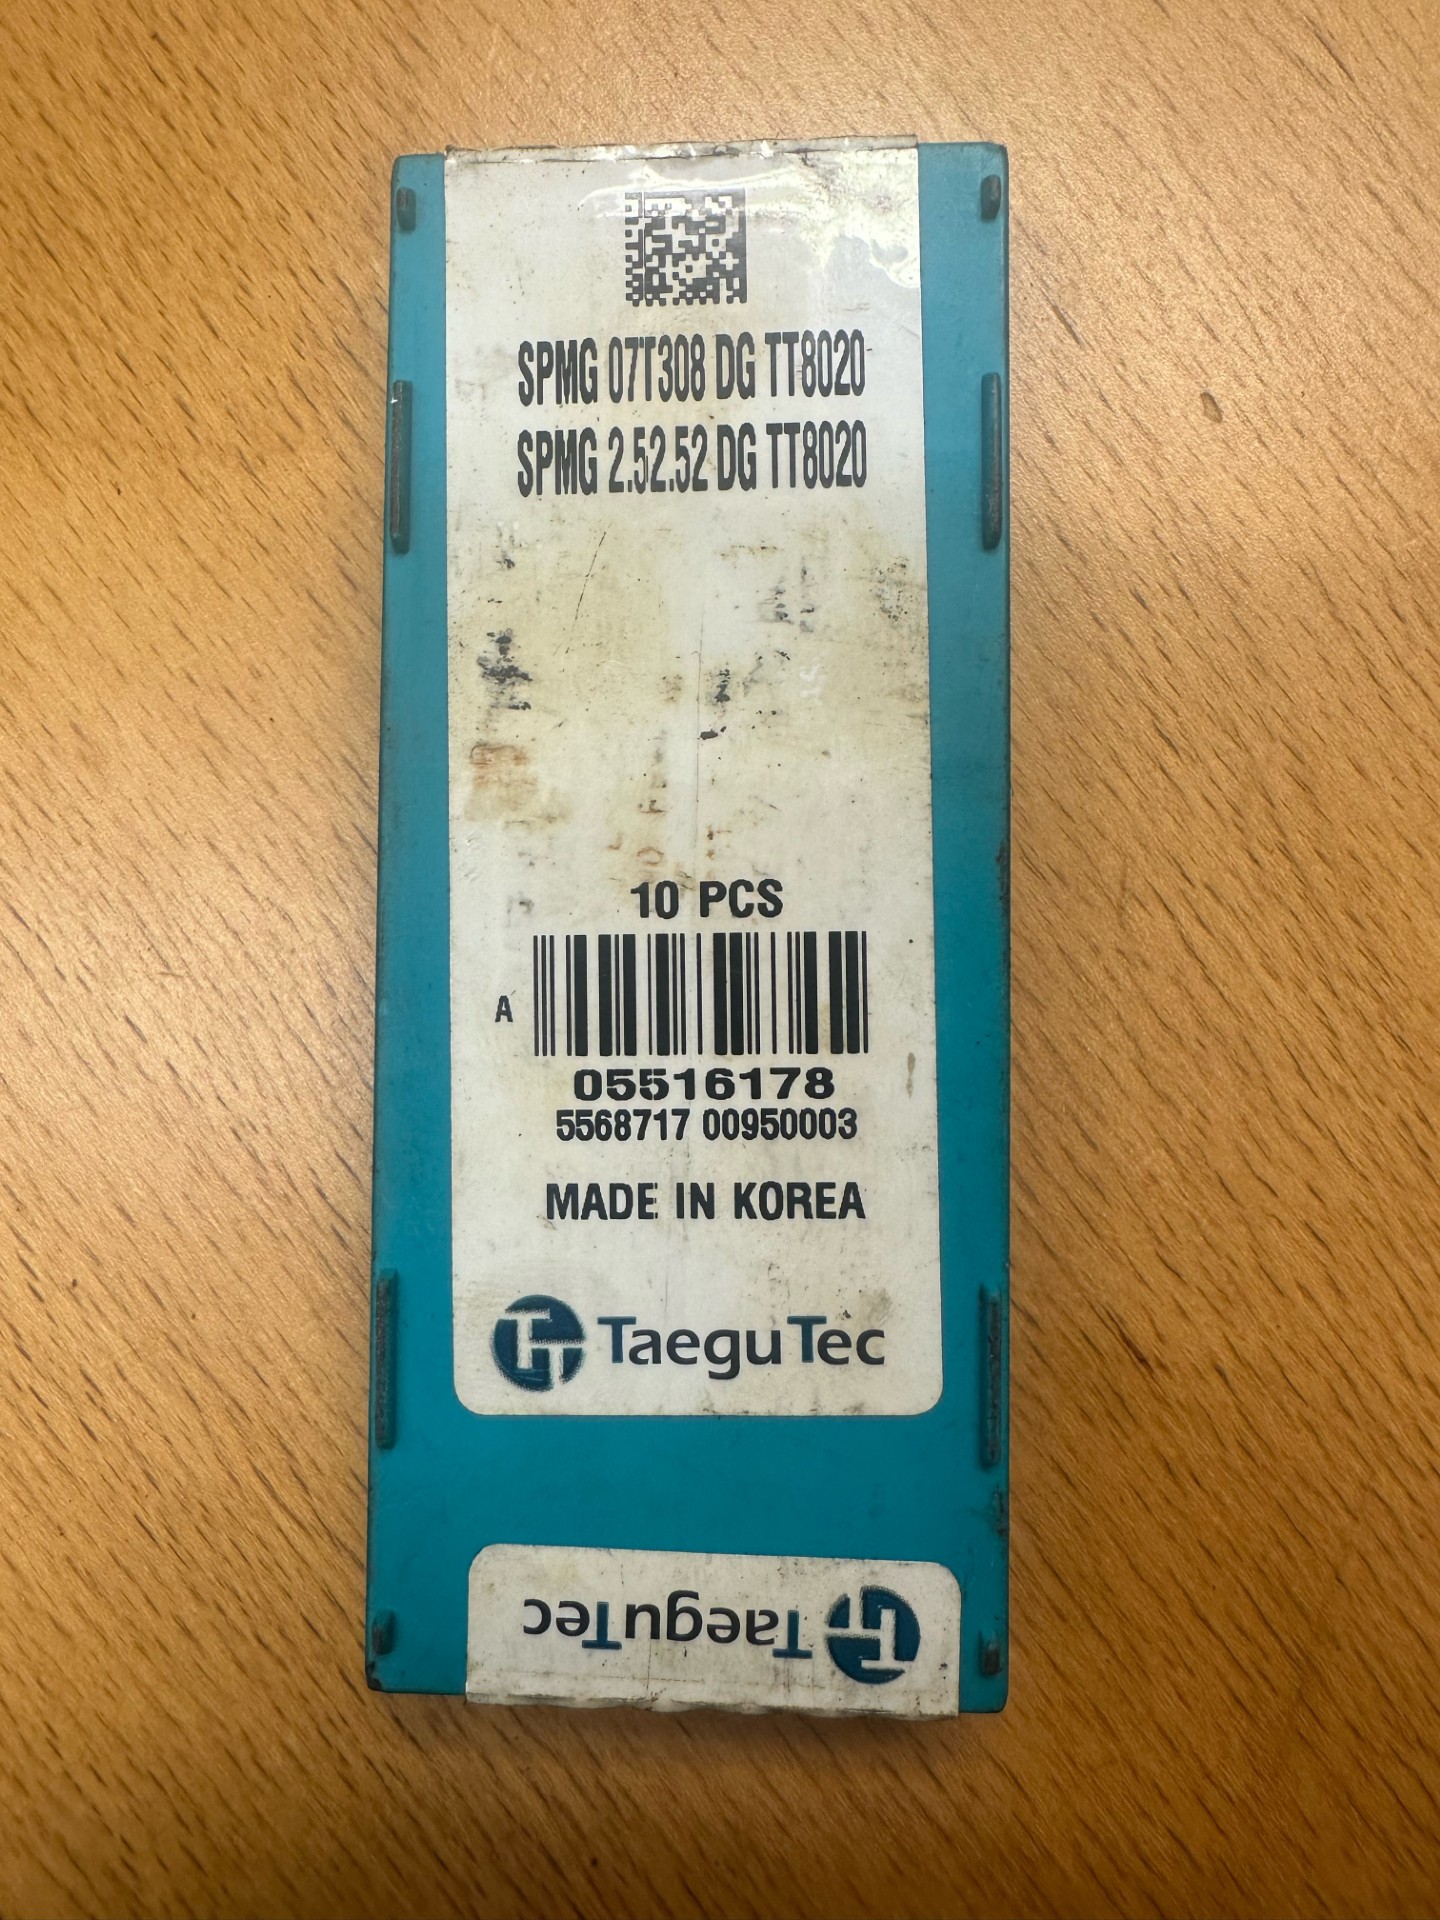 SPMG 07T308 DG TT8020
SPMG 2.52.52 DG TT8020
10 PCS
A
05516178
5568717 00950003
MADE IN KOREA
TaeguTec
TaeguTec